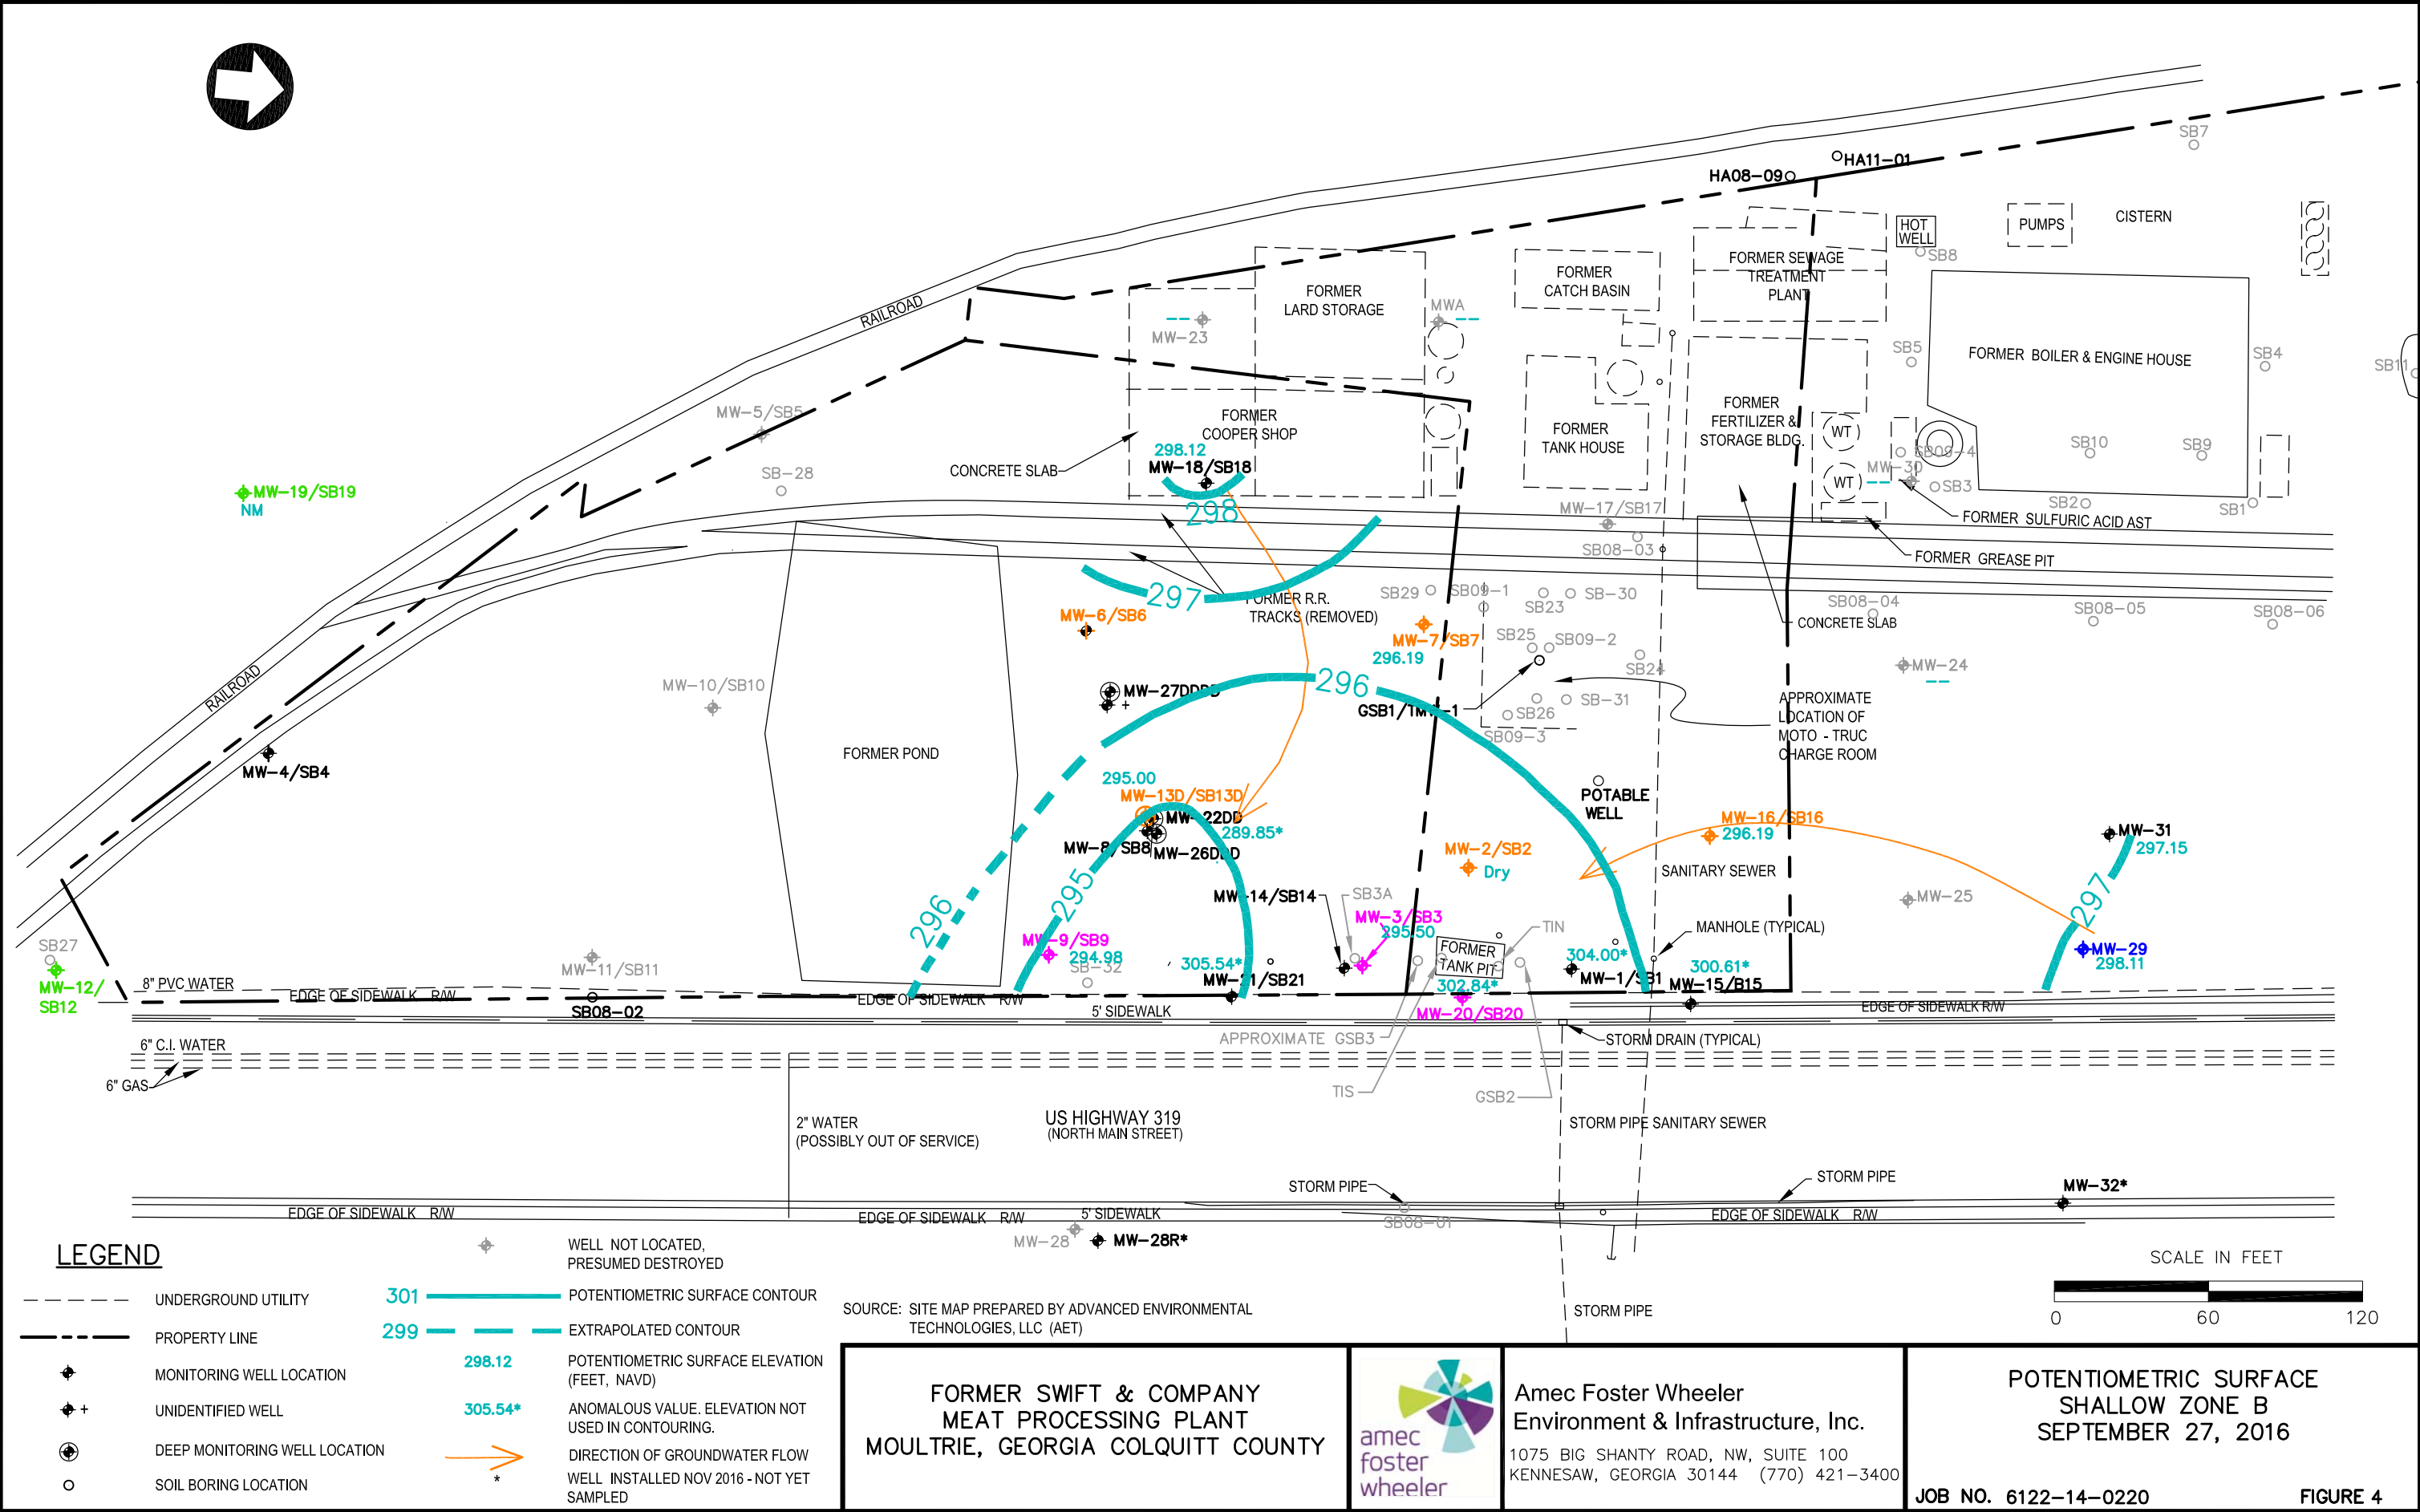 SB7
HA11-01
HA08-09
HOT
WELL
PUMPS
CISTERN
SB8
FORMER SEWAGE
TREATMENT
PLANT
FORMER
CATCH BASIN
FORMER
LARD STORAGE
MWA
--
--
MW-23
RAILROAD
SB5
FORMER BOILER & ENGINE HOUSE
SB4
SB11
MW-5/SB5
FORMER
COOPER SHOP
FORMER
TANK HOUSE
FORMER
FERTILIZER &
STORAGE BLDG.
WT
SB09-4
SB10
SB9
298.12
MW-18/SB18
CONCRETE SLAB
SB-28
MW-30
--
WT
SB3
SB2
SB1
MW-19/SB19
NM
298
MW-17/SB17
SB08-03
FORMER SULFURIC ACID AST
FORMER GREASE PIT
297
FORMER R.R.
TRACKS (REMOVED)
SB29
SB09-1
SB23
SB-30
SB08-04
SB08-05
SB08-06
CONCRETE SLAB
MW-6/SB6
MW-7/SB7
296.19
SB25
SB09-2
SB24
MW-24
--
RAILROAD
MW-10/SB10
MW-27DDDD
+
296
GSB1/TMW-1
SB-31
SB26
SB09-3
APPROXIMATE
LOCATION OF
MOTO - TRUC
CHARGE ROOM
FORMER POND
MW-4/SB4
295.00
MW-13D/SB13D
MW-22DD
289.85*
MW-8/SB8
MW-26DDD
POTABLE
WELL
MW-16/SB16
296.19
MW-31
297.15
MW-2/SB2
Dry
SANITARY SEWER
296
295
MW-14/SB14
SB3A
MW-3/SB3
295.50
TIN
MANHOLE (TYPICAL)
MW-25
297
MW-29
298.11
SB27
MW-12/
SB12
MW-11/SB11
MW-9/SB9
294.98
SB-32
305.54*
MW-21/SB21
FORMER
TANK PIT
302.84*
MW-20/SB20
304.00*
MW-1/SB1
300.61*
MW-15/B15
8" PVC WATER
EDGE OF SIDEWALK R/W
SB08-02
EDGE OF SIDEWALK R/W
5' SIDEWALK
EDGE OF SIDEWALK R/W
6" C.I. WATER
6" GAS
APPROXIMATE GSB3
STORM DRAIN (TYPICAL)
TIS
GSB2
2" WATER
(POSSIBLY OUT OF SERVICE)
US HIGHWAY 319
(NORTH MAIN STREET)
STORM PIPE SANITARY SEWER
STORM PIPE
STORM PIPE
MW-32*
EDGE OF SIDEWALK R/W
EDGE OF SIDEWALK R/W
5' SIDEWALK
SB08-01
EDGE OF SIDEWALK R/W
MW-28
MW-28R*
STORM PIPE
SCALE IN FEET
0 60 120
LEGEND
UNDERGROUND UTILITY
PROPERTY LINE
MONITORING WELL LOCATION
+ UNIDENTIFIED WELL
DEEP MONITORING WELL LOCATION
SOIL BORING LOCATION
WELL NOT LOCATED,
PRESUMED DESTROYED
301 POTENTIOMETRIC SURFACE CONTOUR
299 EXTRAPOLATED CONTOUR
298.12 POTENTIOMETRIC SURFACE ELEVATION
(FEET, NAVD)
305.54* ANOMALOUS VALUE. ELEVATION NOT
USED IN CONTOURING.
DIRECTION OF GROUNDWATER FLOW
* WELL INSTALLED NOV 2016 - NOT YET
SAMPLED
SOURCE: SITE MAP PREPARED BY ADVANCED ENVIRONMENTAL
TECHNOLOGIES, LLC (AET)
FORMER SWIFT & COMPANY
MEAT PROCESSING PLANT
MOULTRIE, GEORGIA COLQUITT COUNTY
amec
foster
wheeler
Amec Foster Wheeler
Environment & Infrastructure, Inc.
1075 BIG SHANTY ROAD, NW, SUITE 100
KENNESAW, GEORGIA 30144 (770) 421-3400
POTENTIOMETRIC SURFACE
SHALLOW ZONE B
SEPTEMBER 27, 2016
JOB NO. 6122-14-0220
FIGURE 4